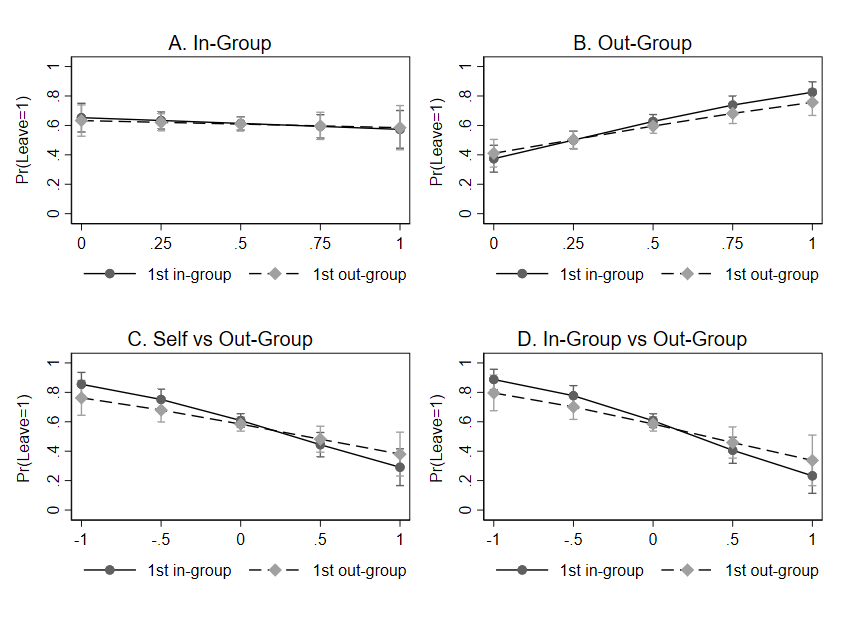 A. In-Group
Pr(Leave=1)
1
.8
.6
.4
.2
0
0 .25 .5 .75 1
1st in-group 1st out-group
B. Out-Group
Pr(Leave=1)
1
.8
.6
.4
.2
0
0 .25 .5 .75 1
1st in-group 1st out-group
C. Self vs Out-Group
Pr(Leave=1)
1
.8
.6
.4
.2
0
-1 -.5 0 .5 1
1st in-group 1st out-group
D. In-Group vs Out-Group
Pr(Leave=1)
1
.8
.6
.4
.2
0
-1 -.5 0 .5 1
1st in-group 1st out-group